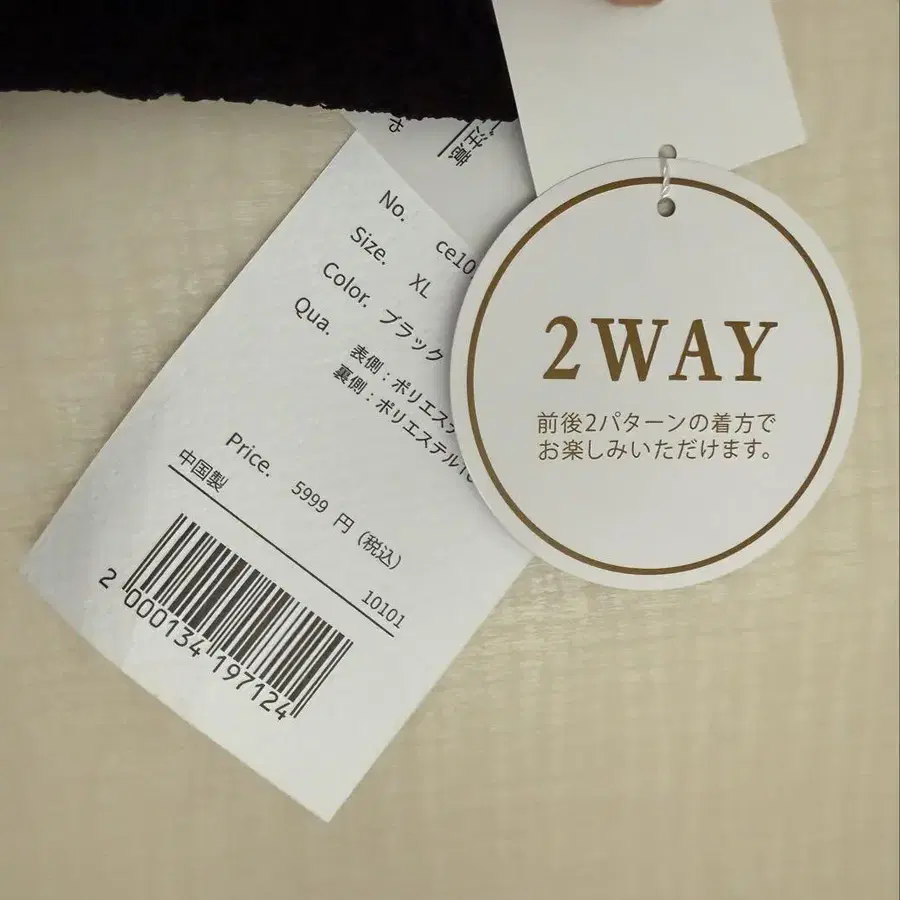 No. ce10
Size. XL
Color. ブラック
Qua.
表側：ポリエステ
裏側：ポリエステル
Price. 5999 円 (税込)
中国製
10101
2 000134 197124
2WAY
前後2パターンの着方で
お楽しみいただけます。